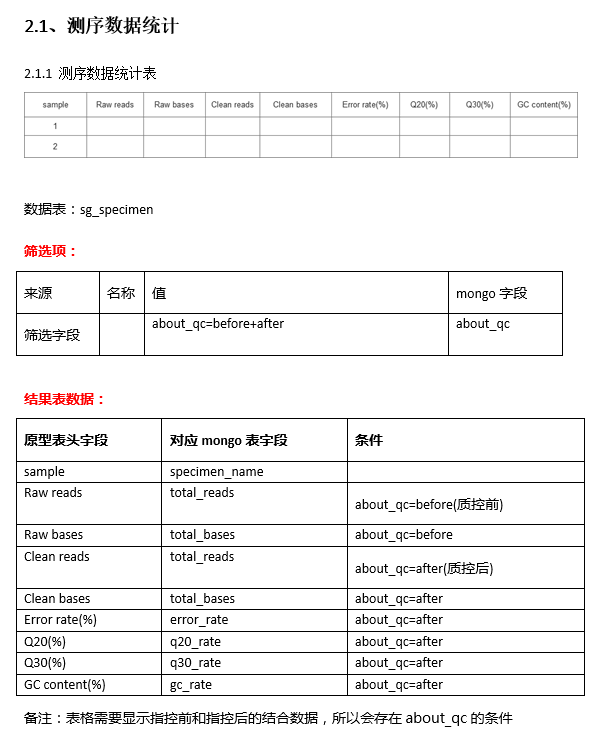 2.1、测序数据统计
2.1.1 测序数据统计表
sample Raw reads Raw bases Clean reads Clean bases Error rate(%) Q20(%) Q30(%) GC content(%)
1
2
数据表：sg_specimen
筛选项：
来源 名称 值 mongo 字段
筛选字段 about_qc=before+after about_qc
结果表数据：
原型表头字段 对应 mongo 表字段 条件
sample specimen_name
Raw reads total_reads about_qc=before(质控前)
Raw bases total_bases about_qc=before
Clean reads total_reads about_qc=after(质控后)
Clean bases total_bases about_qc=after
Error rate(%) error_rate about_qc=after
Q20(%) q20_rate about_qc=after
Q30(%) q30_rate about_qc=after
GC content(%) gc_rate about_qc=after
备注：表格需要显示指控前和指控后的结合数据，所以会存在 about_qc 的条件